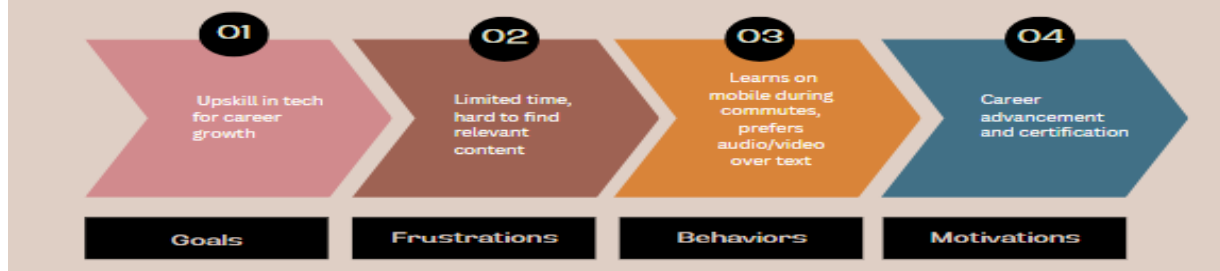 01
Upskill in tech
for career
growth
Goals
02
Limited time,
hard to find
relevant
content
Frustrations
03
Learns on
mobile during
commutes,
prefers
audio/video
over text
Behaviors
04
Career
advancement
and certification
Motivations